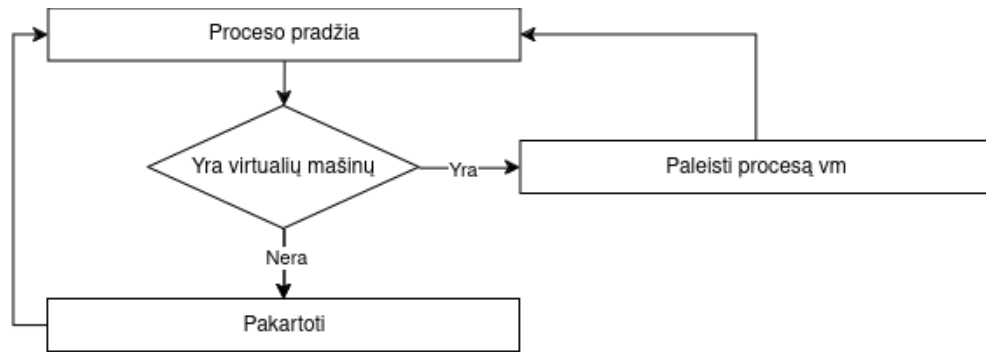 Proceso pradžia
Yra virtualių mašinų
Yra
Paleisti procesą vm
Nera
Pakartoti